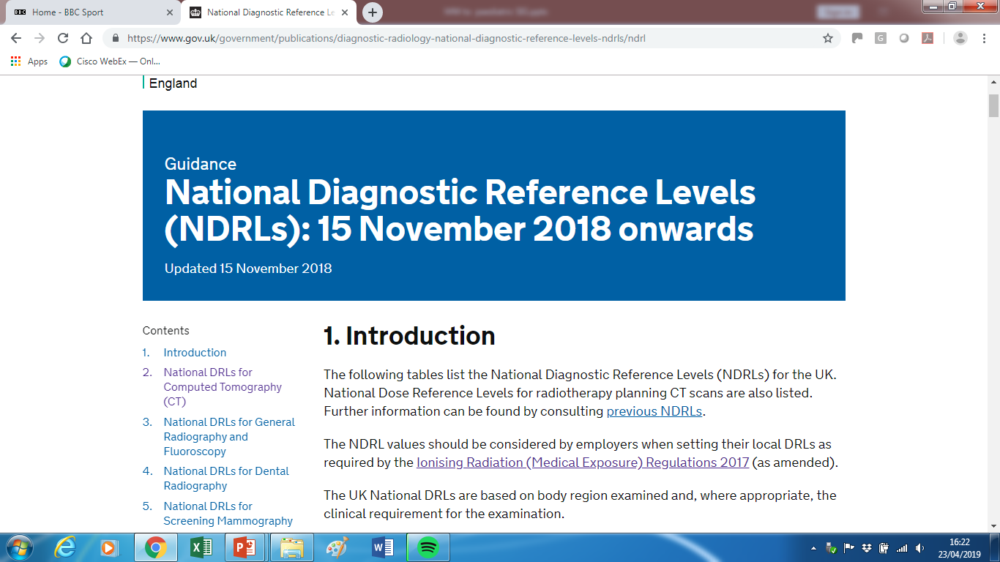 BBC Home - BBC Sport
National Diagnostic Reference Le
https://www.gov.uk/government/publications/diagnostic-radiology-national-diagnostic-reference-levels-ndrls/ndrl
Apps Cisco WebEx — Onl...
England
Guidance
National Diagnostic Reference Levels
(NDRLs): 15 November 2018 onwards
Updated 15 November 2018
Contents
1. Introduction
2. National DRLs for
Computed Tomography
(CT)
3. National DRLs for General
Radiography and
Fluoroscopy
4. National DRLs for Dental
Radiography
5. National DRLs for
Screening Mammography
1. Introduction
The following tables list the National Diagnostic Reference Levels (NDRLs) for the UK.
National Dose Reference Levels for radiotherapy planning CT scans are also listed.
Further information can be found by consulting previous NDRLs.
The NDRL values should be considered by employers when setting their local DRLs as
required by the Ionising Radiation (Medical Exposure) Regulations 2017 (as amended).
The UK National DRLs are based on body region examined and, where appropriate, the
clinical requirement for the examination.
16:22
23/04/2019